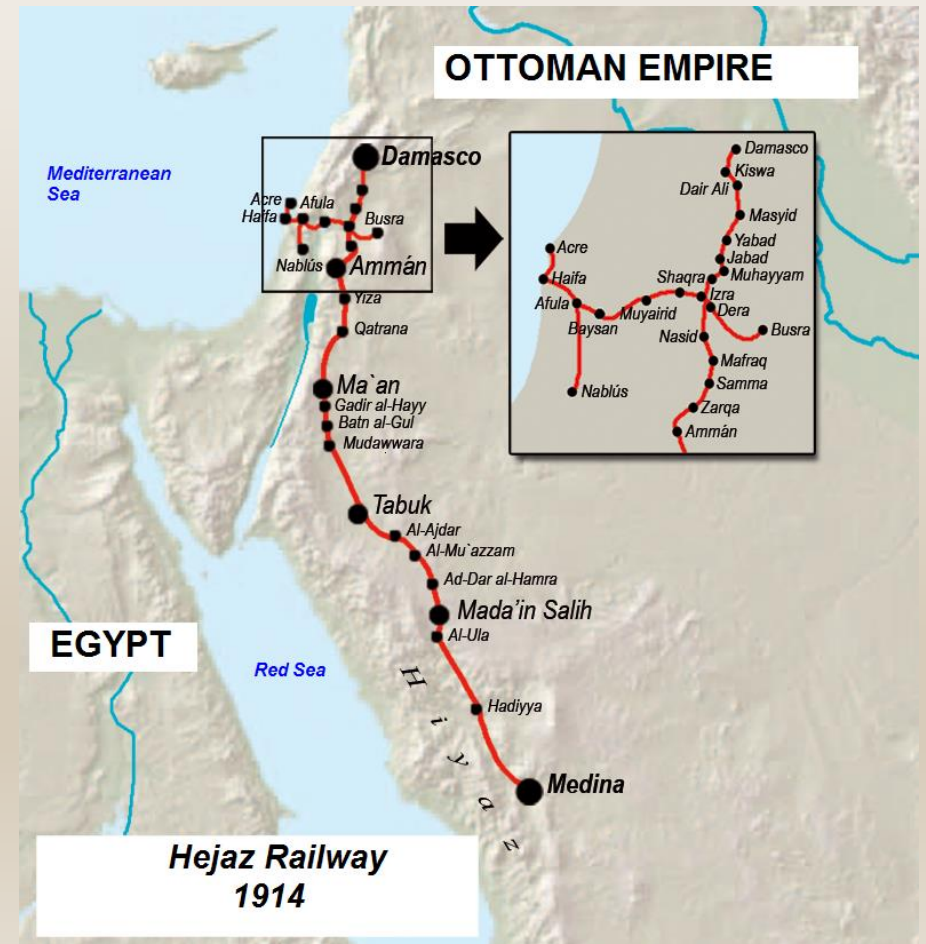 OTTOMAN EMPIRE
Mediterranean
Sea
Damasco
Acre
Afula
Haifa
Busra
Nablús
Ammán
Yiza
Qatrana
Ma`an
Gadir al-Hayy
Batn al-Gul
Mudawwara
Tabuk
Al-Ajdar
Al-Mu`azzam
Ad-Dar al-Hamra
Mada'in Salih
Al-Ula
Hadiyya
Medina
Damasco
Kiswa
Dair Ali
Masyid
Yabad
Jabad
Muhayyam
Shaqra
Izra
Dera
Acre
Haifa
Afula
Baysan
Muyairid
Nasid
Busra
Mafraq
Samma
Nablús
Zarqa
Ammán
EGYPT
Red Sea
Hiyaz
Hejaz Railway
1914